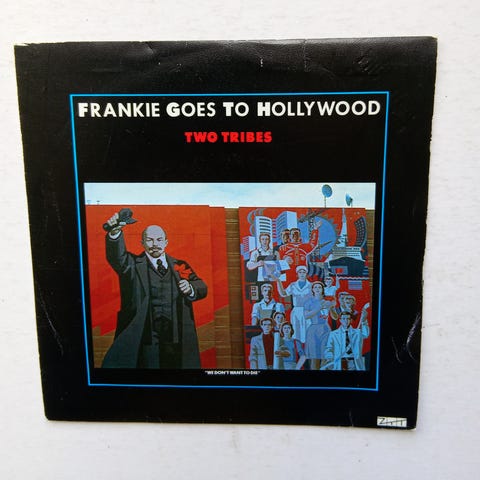 FRANKIE GOES TO HOLLYWOOD
TWO TRIBES
"WE DON'T WANT TO DIE"